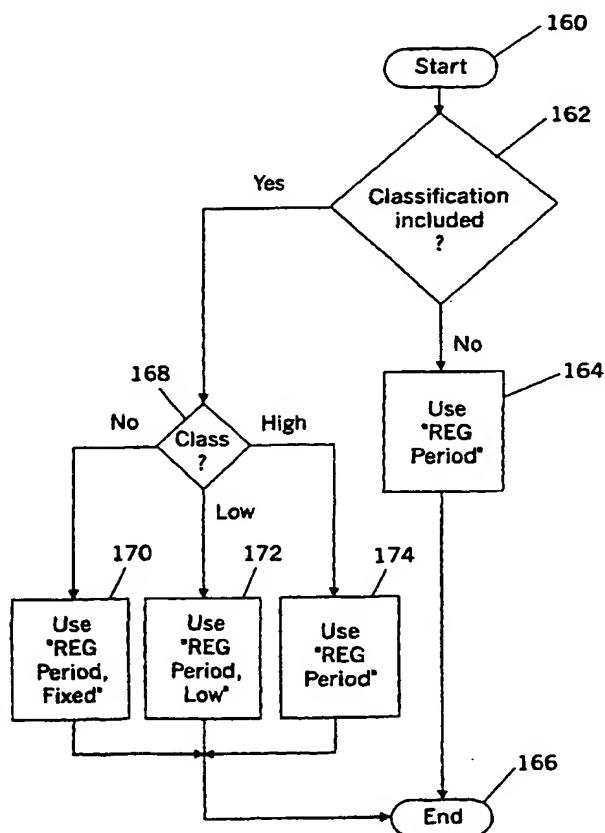 160
Start
162
Yes
Classification
included
?
No
164
168
No
Class
?
High
Use
"REG
Period"
Low
170
172
174
Use
"REG
Period,
Fixed"
Use
"REG
Period,
Low"
Use
"REG
Period"
166
End